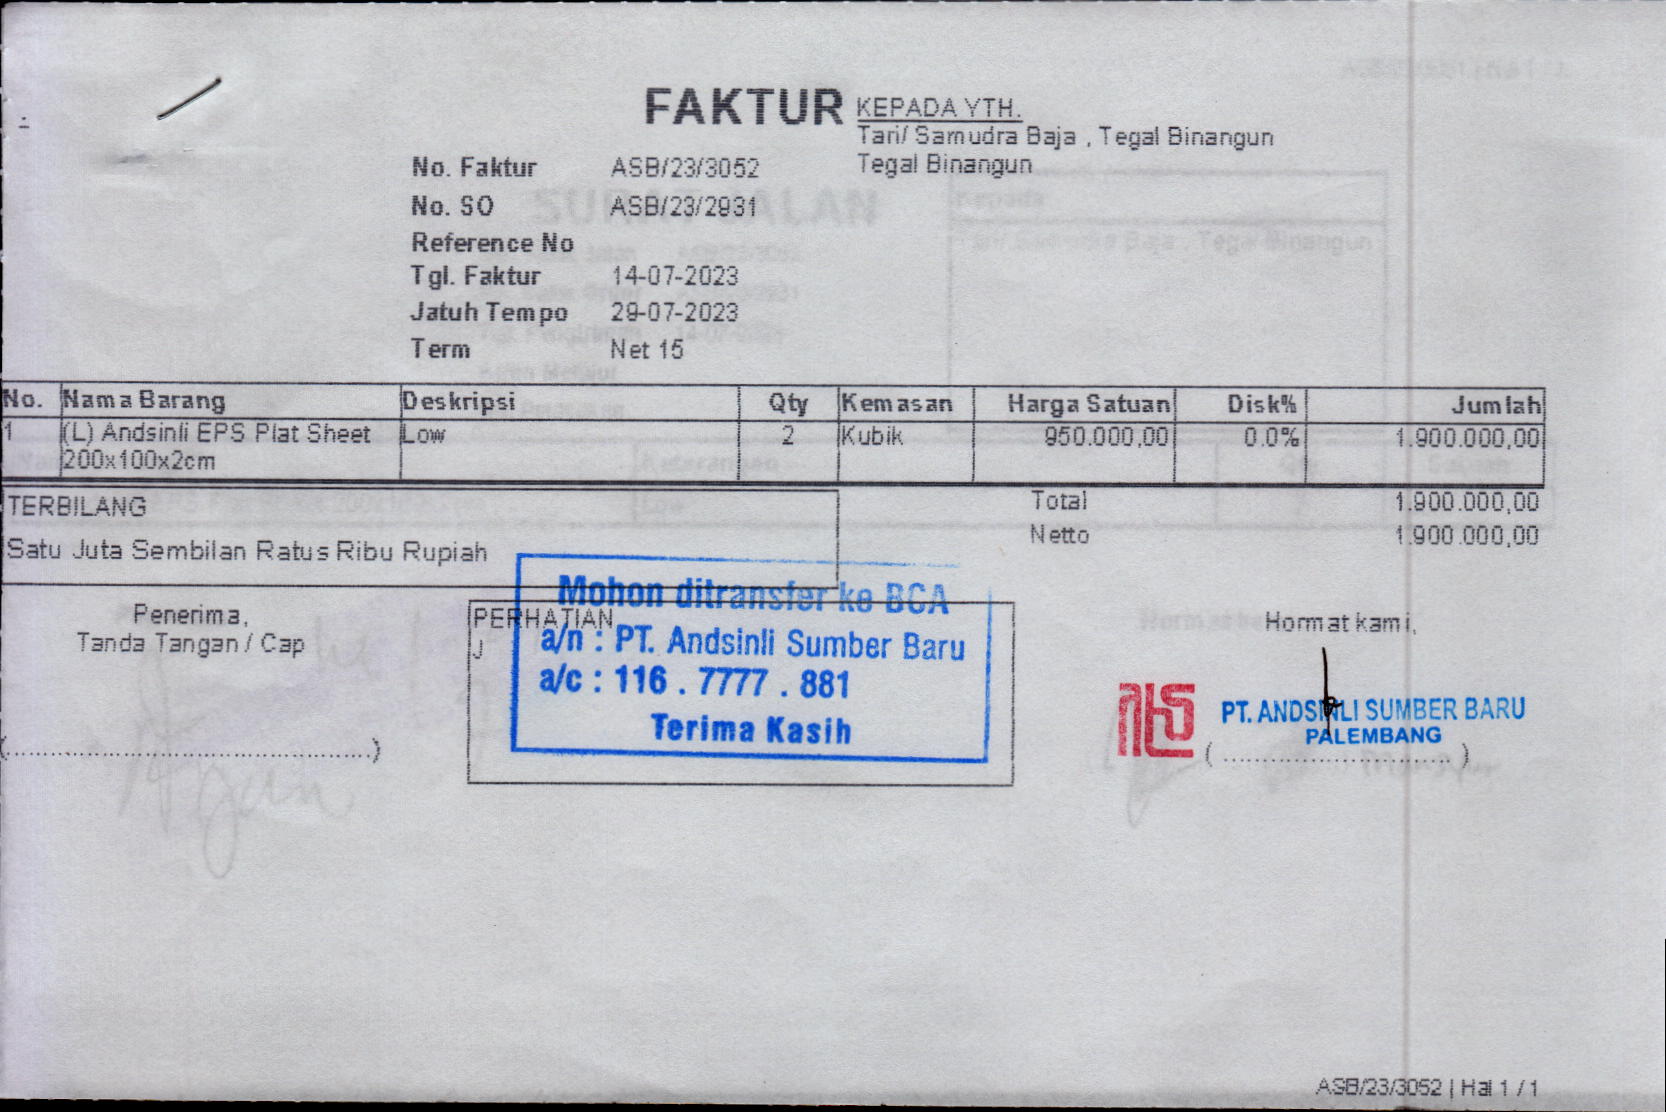 FAKTUR
KEPADA YTH.
Tari/ Samudra Baja , Tegal Binangun
Tegal Binangun
No. Faktur ASB/23/3052
No. SO ASB/23/2931
Reference No
Tgl. Faktur 14-07-2023
Jatuh Tempo 29-07-2023
Term Net 15
No. Nama Barang Deskripsi Qty Kemasan Harga Satuan Disk% Jumlah
1 (L) Andsinli EPS Plat Sheet Low 2 Kubik 950.000,00 0.0% 1.900.000,00
200x100x2cm
TERBILANG
Satu Juta Sembilan Ratus Ribu Rupiah
Total 1.900.000,00
Netto 1.900.000,00
Penerima,
Tanda Tangan / Cap
(..........................................)
PERHATIAN
J
Mohon ditransfer ke BCA
a/n : PT. Andsinli Sumber Baru
a/c : 116 . 7777 . 881
Terima Kasih
Hormat kami,
PT. ANDSINLI SUMBER BARU
PALEMBANG
( .......................... )
ASB/23/3052 | Hal 1 / 1